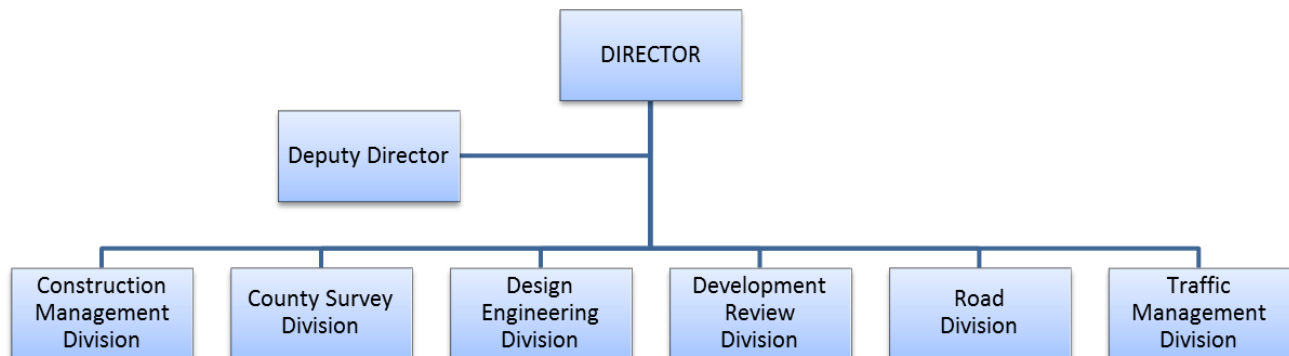 DIRECTOR
Deputy Director
Construction
Management
Division
County Survey
Division
Design
Engineering
Division
Development
Review
Division
Road
Division
Traffic
Management
Division